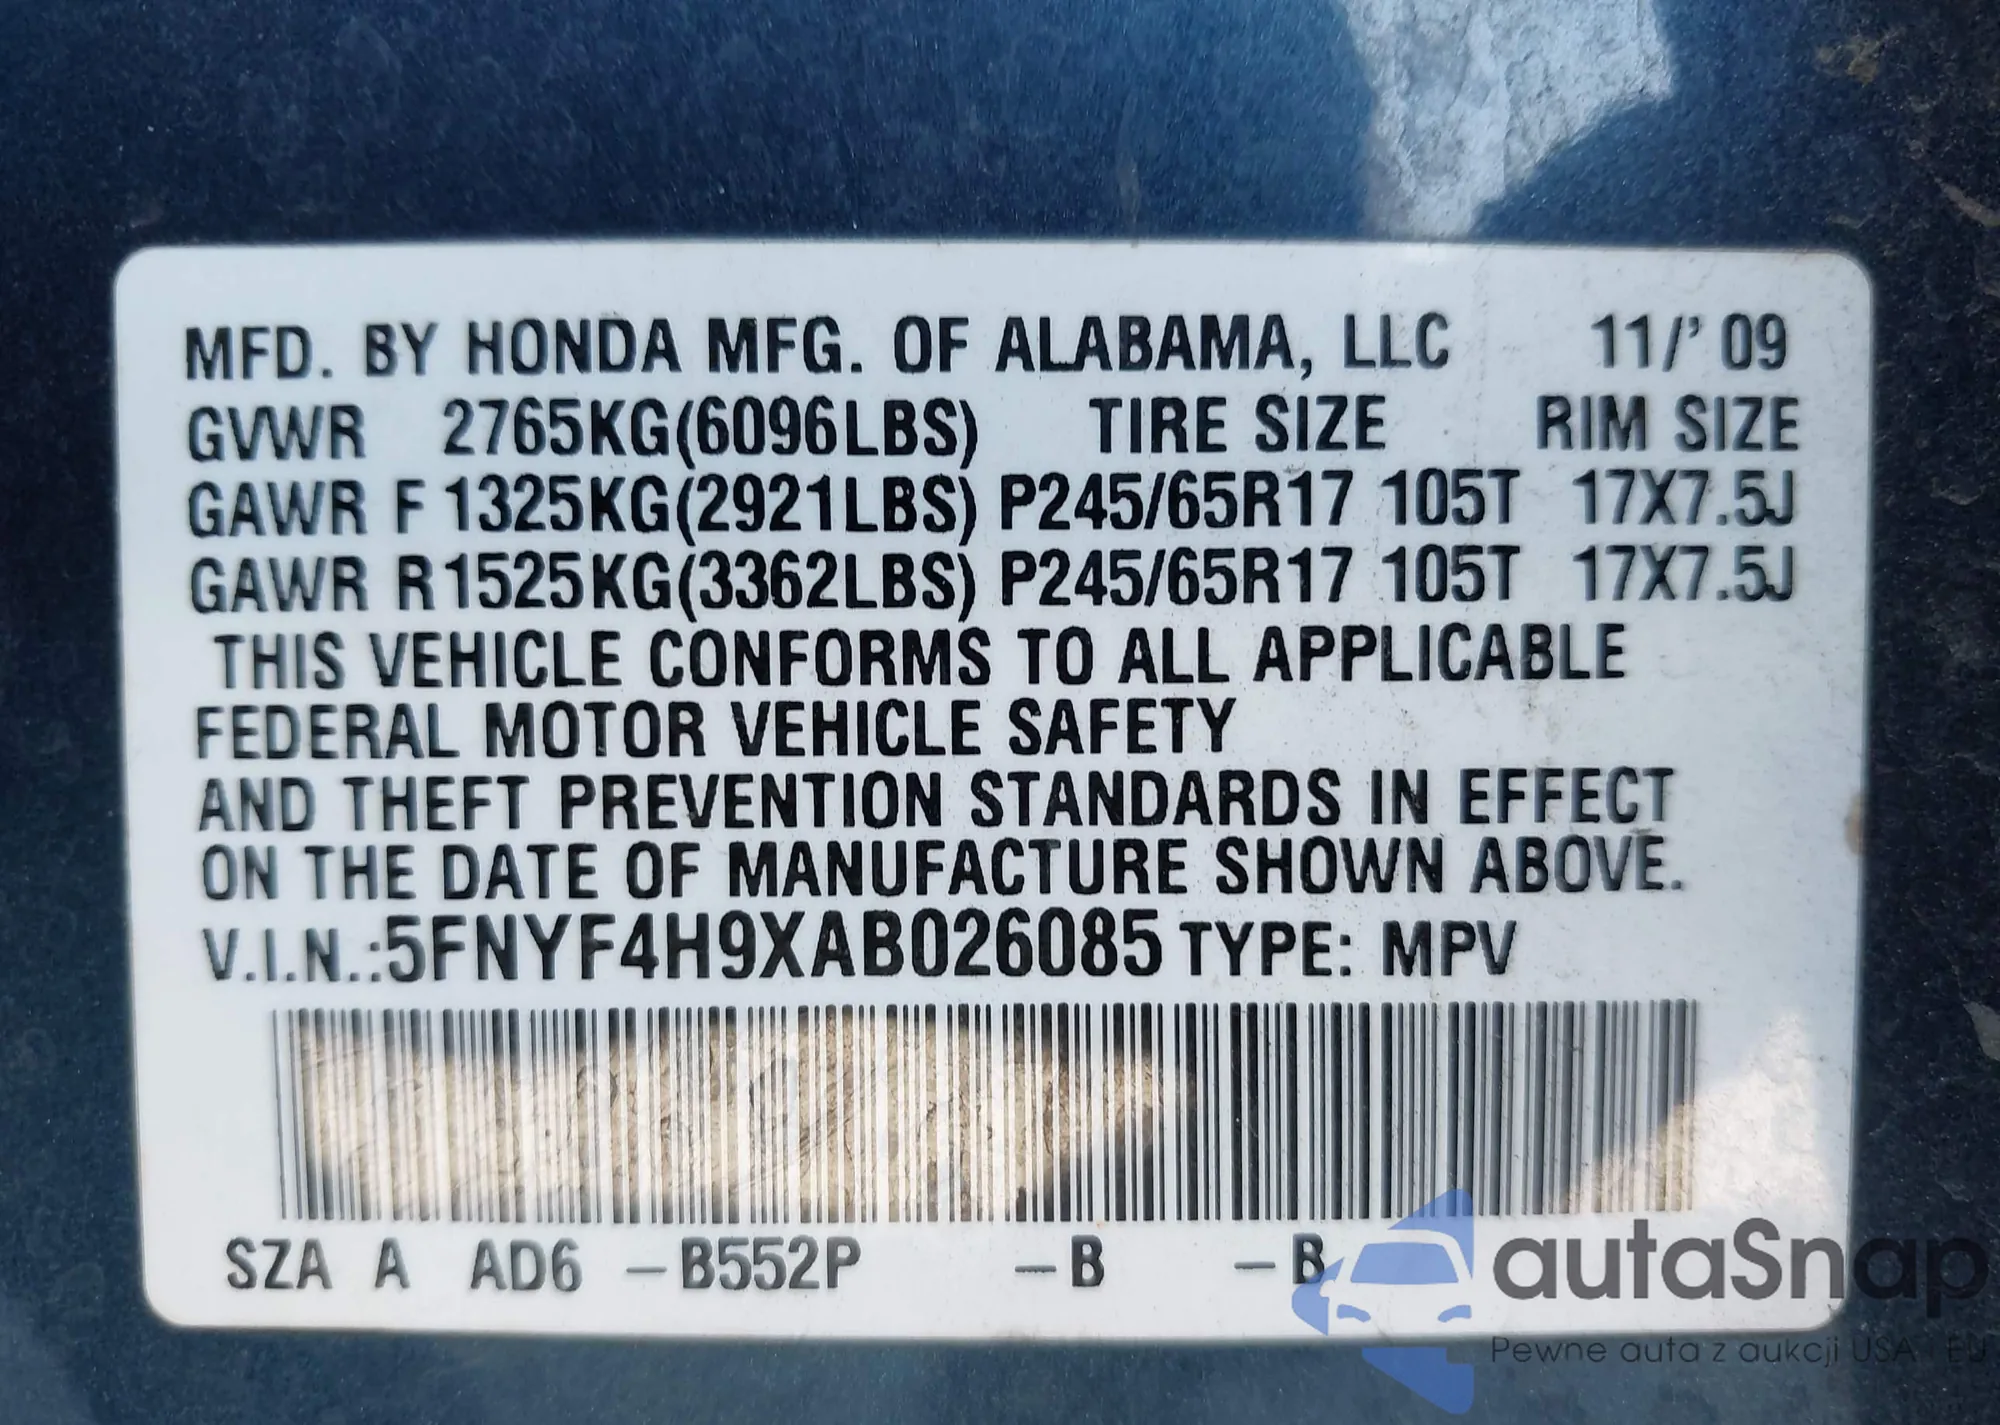 MFD. BY HONDA MFG. OF ALABAMA, LLC 11/'09
GVWR 2765KG(6096LBS) TIRE SIZE RIM SIZE
GAWR F 1325KG(2921LBS) P245/65R17 105T 17X7.5J
GAWR R 1525KG(3362LBS) P245/65R17 105T 17X7.5J
THIS VEHICLE CONFORMS TO ALL APPLICABLE
FEDERAL MOTOR VEHICLE SAFETY
AND THEFT PREVENTION STANDARDS IN EFFECT
ON THE DATE OF MANUFACTURE SHOWN ABOVE.
V.I.N.:5FNYF4H9XAB026085 TYPE: MPV
SZA A AD6 –B552P –B –B
autaSnap
Pewne auta z aukcji USA i EU